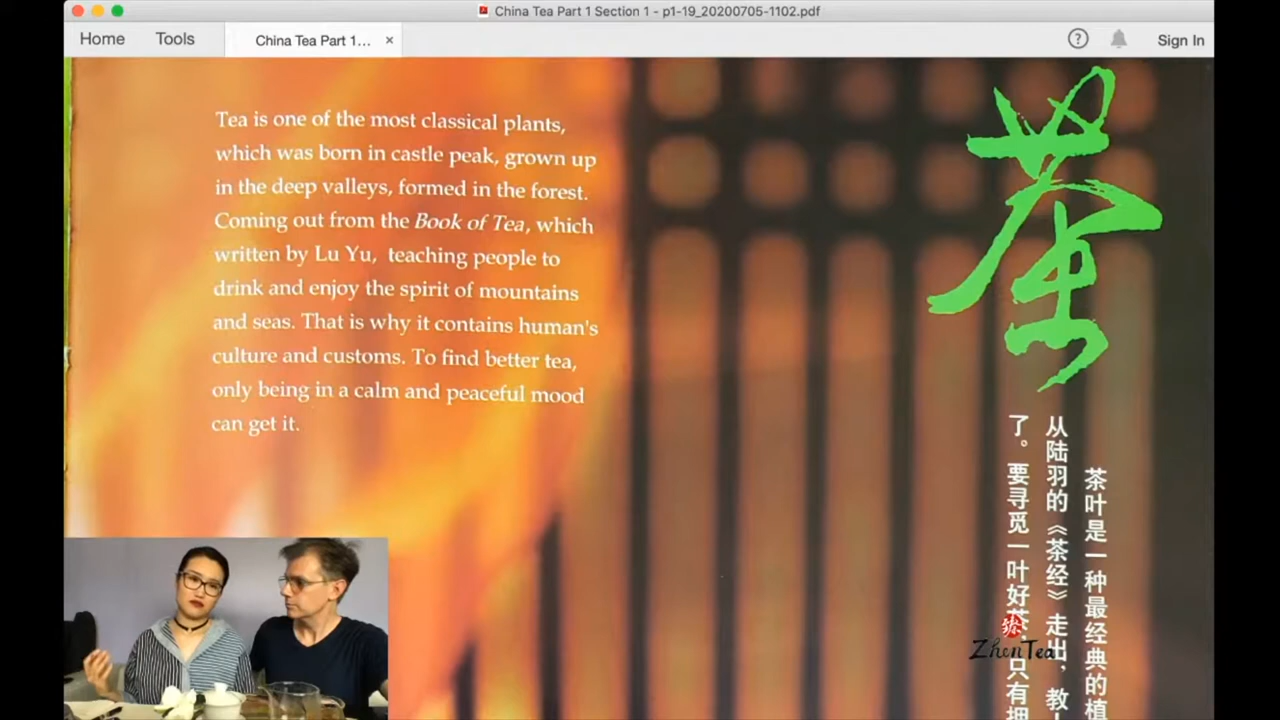 China Tea Part 1 Section 1 - p1-19_20200705-1102.pdf
Home
Tools
China Tea Part 1...
×
?
Sign In
Tea is one of the most classical plants,
which was born in castle peak, grown up
in the deep valleys, formed in the forest.
Coming out from the Book of Tea, which
written by Lu Yu, teaching people to
drink and enjoy the spirit of mountains
and seas. That is why it contains human's
culture and customs. To find better tea,
only being in a calm and peaceful mood
can get it.
茶
茶叶是一种最经典的植
从陆羽的《茶经》走出，教
了。要寻觅一叶好茶，只有
臻
ZhenTea